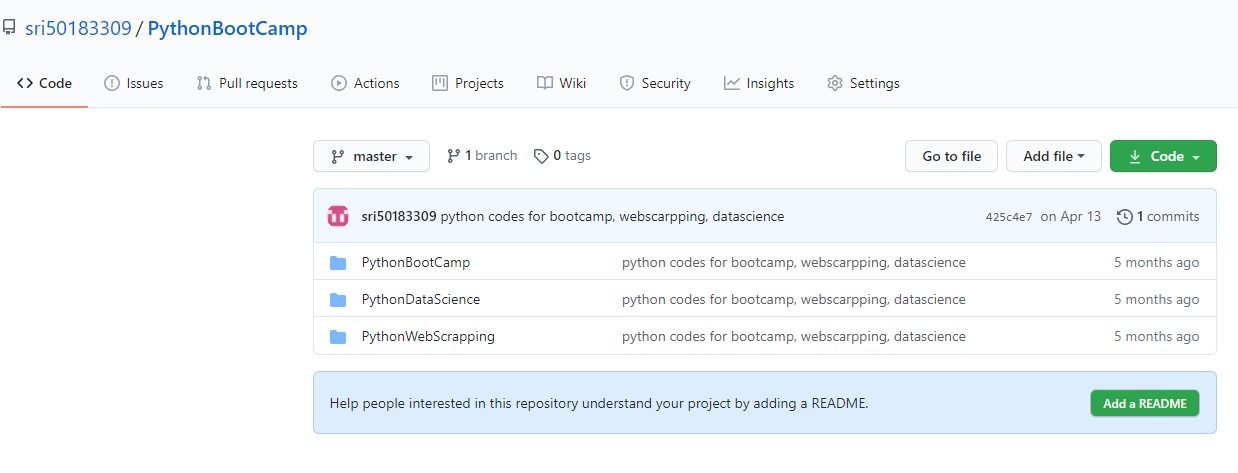 sri50183309 / PythonBootCamp
Code Issues Pull requests Actions Projects Wiki Security Insights Settings
master 1 branch 0 tags Go to file Add file Code
sri50183309 python codes for bootcamp, webscarpping, datascience 425c4e7 on Apr 13 1 commits
PythonBootCamp python codes for bootcamp, webscarpping, datascience 5 months ago
PythonDataScience python codes for bootcamp, webscarpping, datascience 5 months ago
PythonWebScrapping python codes for bootcamp, webscarpping, datascience 5 months ago
Help people interested in this repository understand your project by adding a README. Add a README